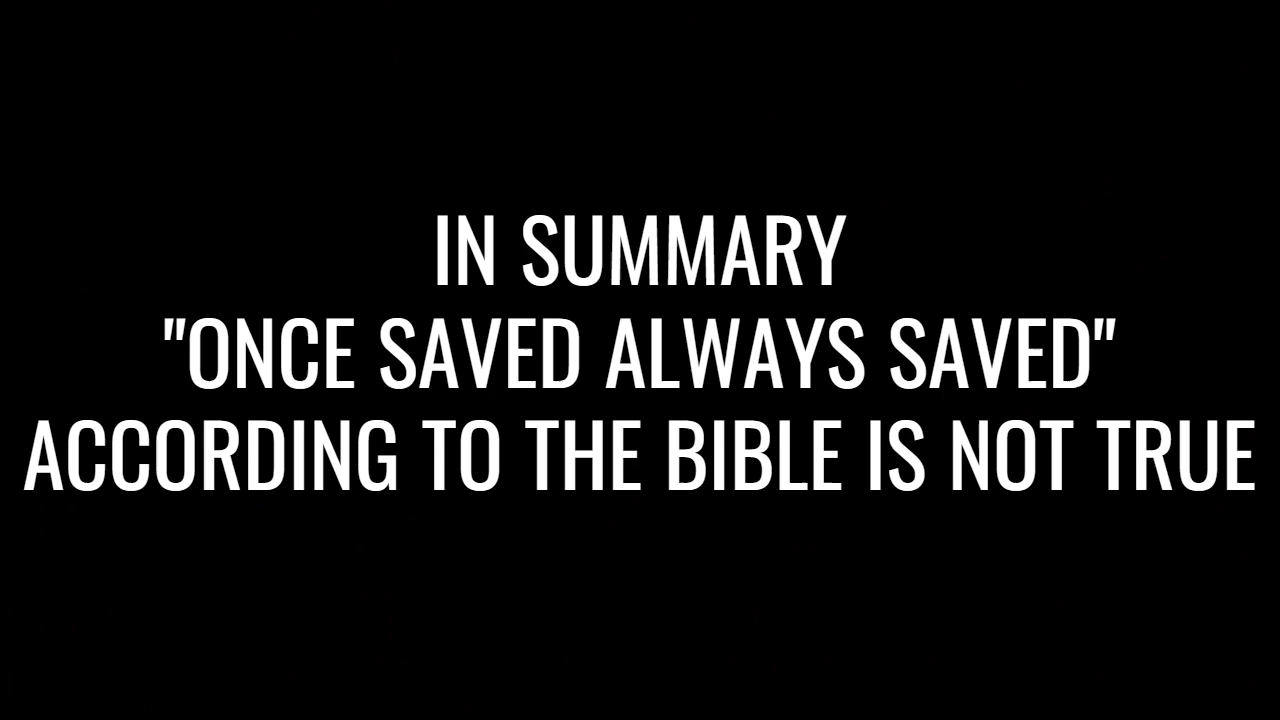 IN SUMMARY
"ONCE SAVED ALWAYS SAVED"
ACCORDING TO THE BIBLE IS NOT TRUE